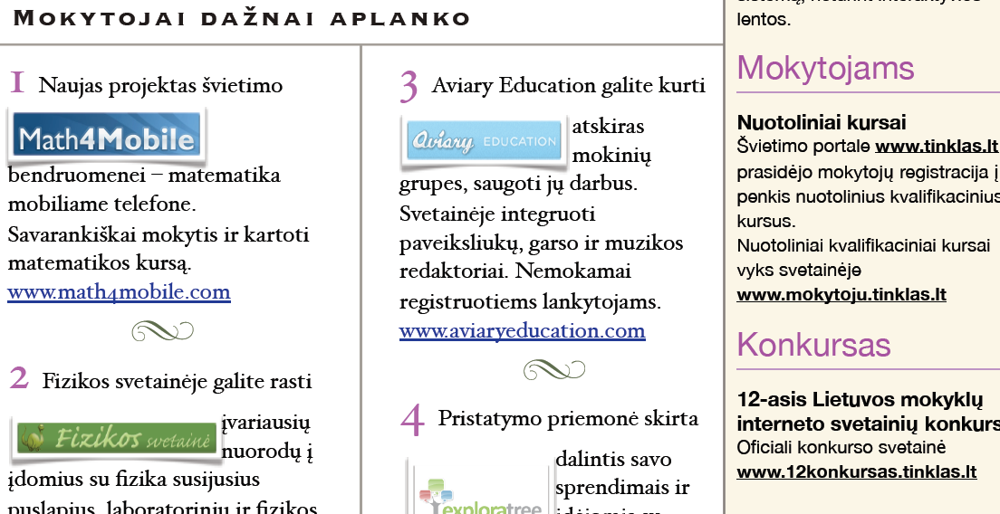 MOKYTOJAI DAŽNAI APLANKO
1 Naujas projektas švietimo
Math4Mobile
bendruomenei – matematika
mobiliame telefone.
Savarankiškai mokytis ir kartoti
matematikos kursą.
www.math4mobile.com
2 Fizikos svetainėje galite rasti
Fizikos svetainė
įvariausių
nuorodų į
įdomius su fizika susijusius
puslapius, laboratorinių ir fizikos
3 Aviary Education galite kurti
Aviary EDUCATION
atskiras
mokinių
grupes, saugoti jų darbus.
Svetainėje integruoti
paveiksliukų, garso ir muzikos
redaktoriai. Nemokamai
registruotiems lankytojams.
www.aviaryeducation.com
4 Pristatymo priemonė skirta
exploratree
dalintis savo
sprendimais ir
lentos.
Mokytojams
Nuotoliniai kursai
Švietimo portale www.tinklas.lt
prasidėjo mokytojų registracija į
penkis nuotolinius kvalifikacinius
kursus.
Nuotoliniai kvalifikaciniai kursai
vyks svetainėje
www.mokytoju.tinklas.lt
Konkursas
12-asis Lietuvos mokyklų
interneto svetainių konkurs
Oficiali konkurso svetainė
www.12konkursas.tinklas.lt